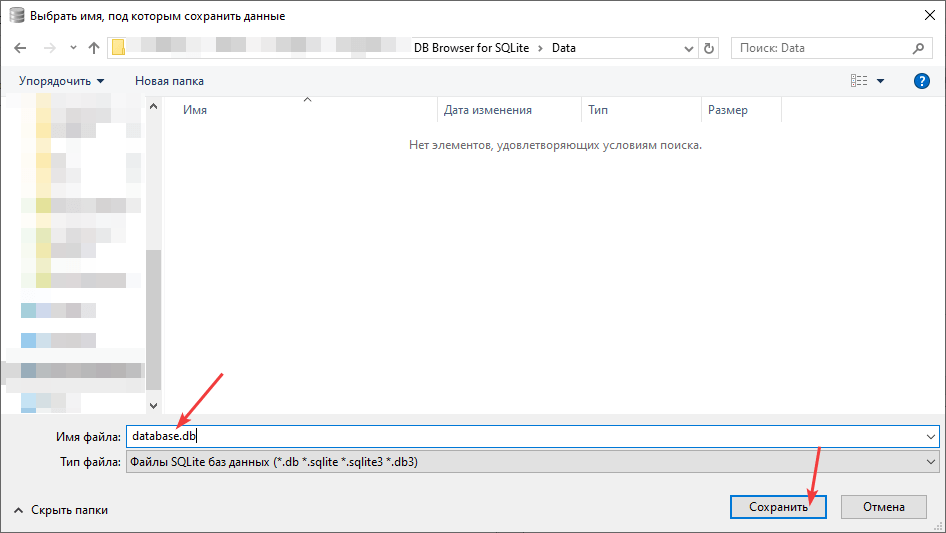 Выбрать имя, под которым сохранить данные
DB Browser for SQLite > Data
Поиск: Data
Упорядочить
Новая папка
?
Имя
Дата изменения
Тип
Размер
Нет элементов, удовлетворяющих условиям поиска.
Имя файла: database.db
Тип файла: Файлы SQLite баз данных (*.db *.sqlite *.sqlite3 *.db3)
Скрыть папки
Сохранить
Отмена